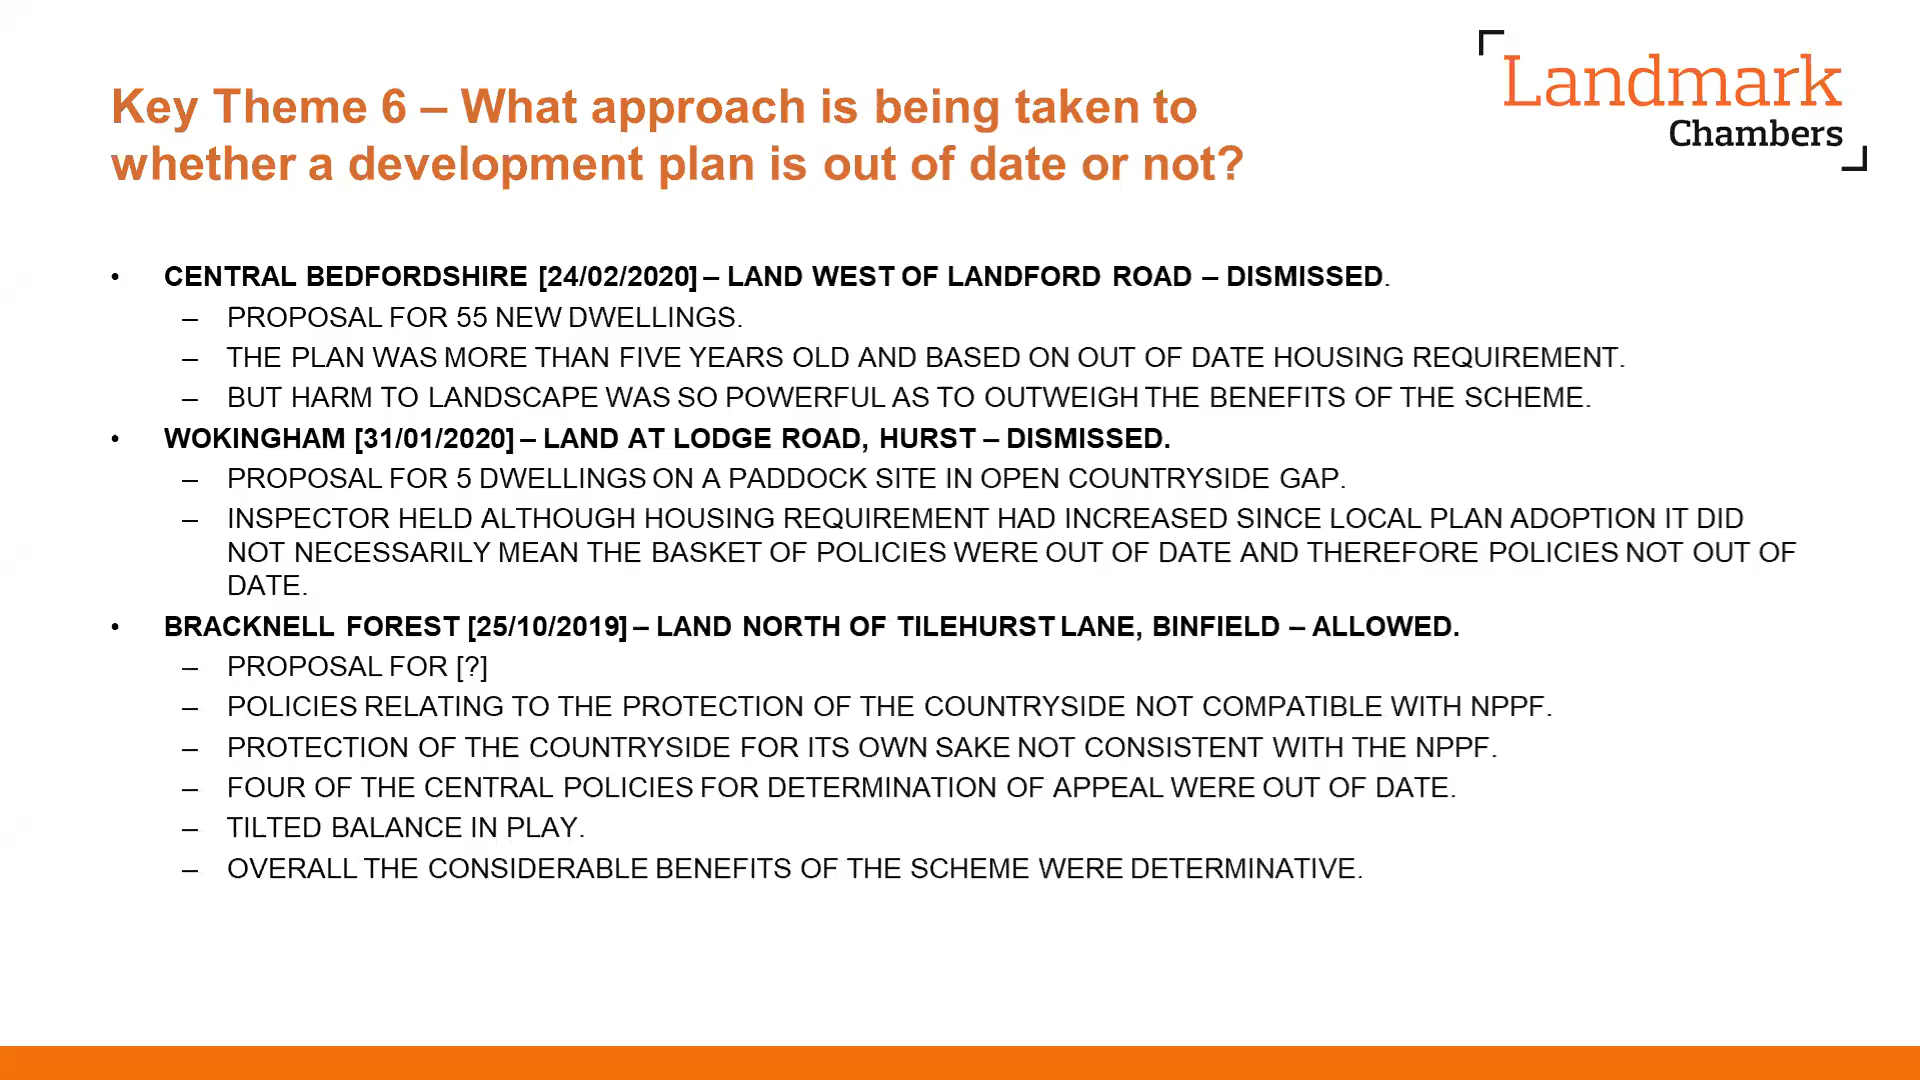 Landmark
Chambers
Key Theme 6 – What approach is being taken to
whether a development plan is out of date or not?
• CENTRAL BEDFORDSHIRE [24/02/2020] – LAND WEST OF LANDFORD ROAD – DISMISSED.
– PROPOSAL FOR 55 NEW DWELLINGS.
– THE PLAN WAS MORE THAN FIVE YEARS OLD AND BASED ON OUT OF DATE HOUSING REQUIREMENT.
– BUT HARM TO LANDSCAPE WAS SO POWERFUL AS TO OUTWEIGH THE BENEFITS OF THE SCHEME.
• WOKINGHAM [31/01/2020] – LAND AT LODGE ROAD, HURST – DISMISSED.
– PROPOSAL FOR 5 DWELLINGS ON A PADDOCK SITE IN OPEN COUNTRYSIDE GAP.
– INSPECTOR HELD ALTHOUGH HOUSING REQUIREMENT HAD INCREASED SINCE LOCAL PLAN ADOPTION IT DID
NOT NECESSARILY MEAN THE BASKET OF POLICIES WERE OUT OF DATE AND THEREFORE POLICIES NOT OUT OF
DATE.
• BRACKNELL FOREST [25/10/2019] – LAND NORTH OF TILEHURST LANE, BINFIELD – ALLOWED.
– PROPOSAL FOR [?]
– POLICIES RELATING TO THE PROTECTION OF THE COUNTRYSIDE NOT COMPATIBLE WITH NPPF.
– PROTECTION OF THE COUNTRYSIDE FOR ITS OWN SAKE NOT CONSISTENT WITH THE NPPF.
– FOUR OF THE CENTRAL POLICIES FOR DETERMINATION OF APPEAL WERE OUT OF DATE.
– TILTED BALANCE IN PLAY.
– OVERALL THE CONSIDERABLE BENEFITS OF THE SCHEME WERE DETERMINATIVE.